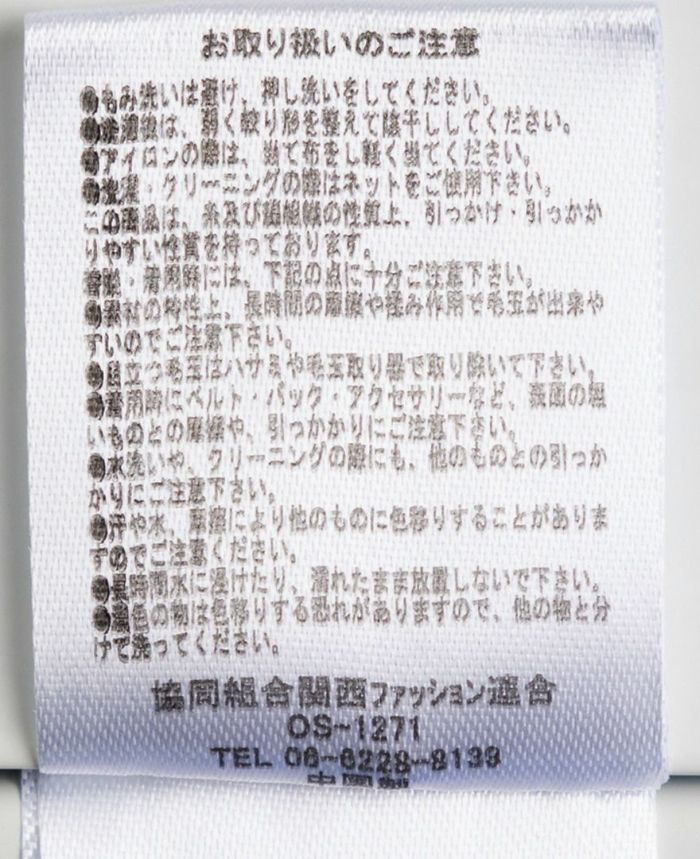 お取り扱いのご注意
●もみ洗いは避け、押し洗いをしてください。
●洗濯後は、弱く絞り形を整えて陰干ししてください。
●アイロンの際は、当て布をし軽く当てください。
●洗濯・クリーニングの際はネットをご使用下さい。
この商品は、糸及び組織の性質上、引っかけ・引っかか
りやすい性質を持っております。
着脱・着用時には、下記の点に十分ご注意下さい。
●素材の特性上、長時間の摩擦や揉み作用で毛玉が出来や
すいのでご注意下さい。
●目立つ毛玉はハサミや毛玉取り器で取り除いて下さい。
●着用時にベルト・バック・アクセサリーなど、表面の粗
いものとの摩擦や、引っかかりにご注意下さい。
●水洗いや、クリーニングの際にも、他のものとの引っか
かりにご注意下さい。
●汗や水、摩擦により他のものに色移りすることがありま
すのでご注意ください。
●長時間水に浸けたり、濡れたまま放置しないで下さい。
●濃色の物は色移りする恐れがありますので、他の物と分
けて洗ってください。
協同組合関西ファッション連合
OS-1271
TEL 06-6228-8139
中国製